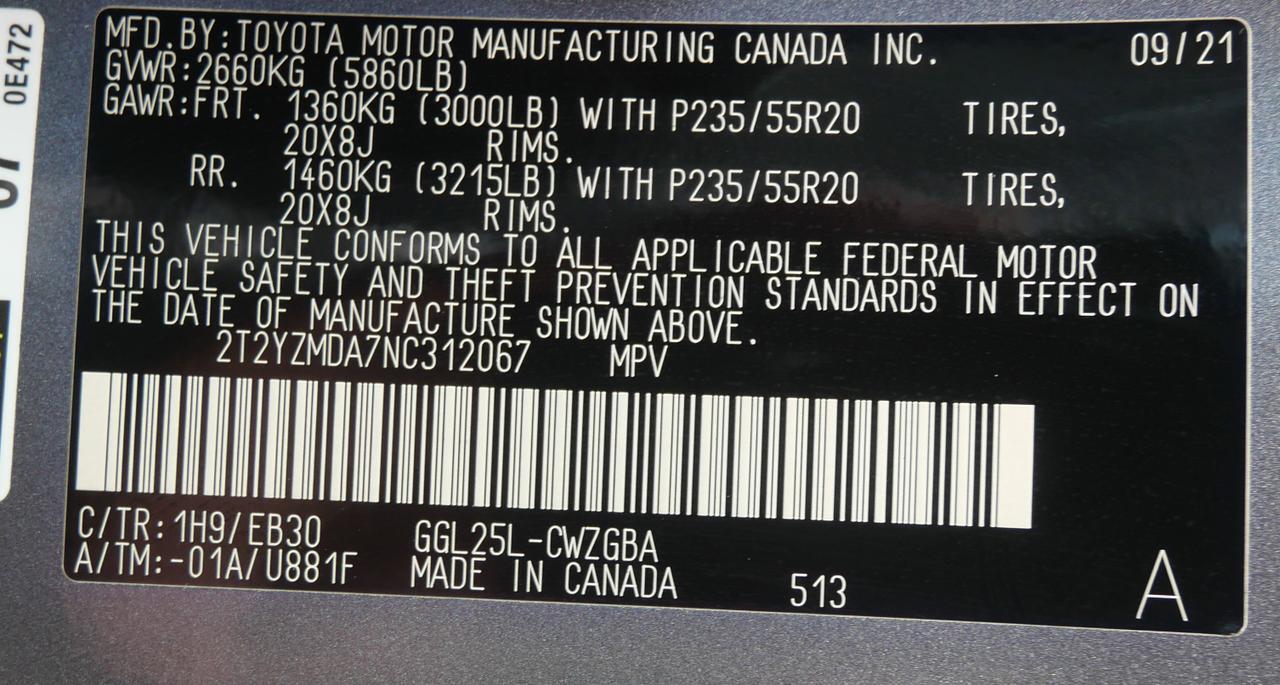 MFD.BY:TOYOTA MOTOR MANUFACTURING CANADA INC. 09/21
GVWR:2660KG (5860LB)
GAWR:FRT. 1360KG (3000LB) WITH P235/55R20 TIRES,
20X8J RIMS.
RR. 1460KG (3215LB) WITH P235/55R20 TIRES,
20X8J RIMS.
THIS VEHICLE CONFORMS TO ALL APPLICABLE FEDERAL MOTOR
VEHICLE SAFETY AND THEFT PREVENTION STANDARDS IN EFFECT ON
THE DATE OF MANUFACTURE SHOWN ABOVE.
2T2YZMDA7NC312067 MPV
C/TR:1H9/EB30 GGL25L-CWZGBA
A/TM:-01A/U881F MADE IN CANADA 513 A
0E472